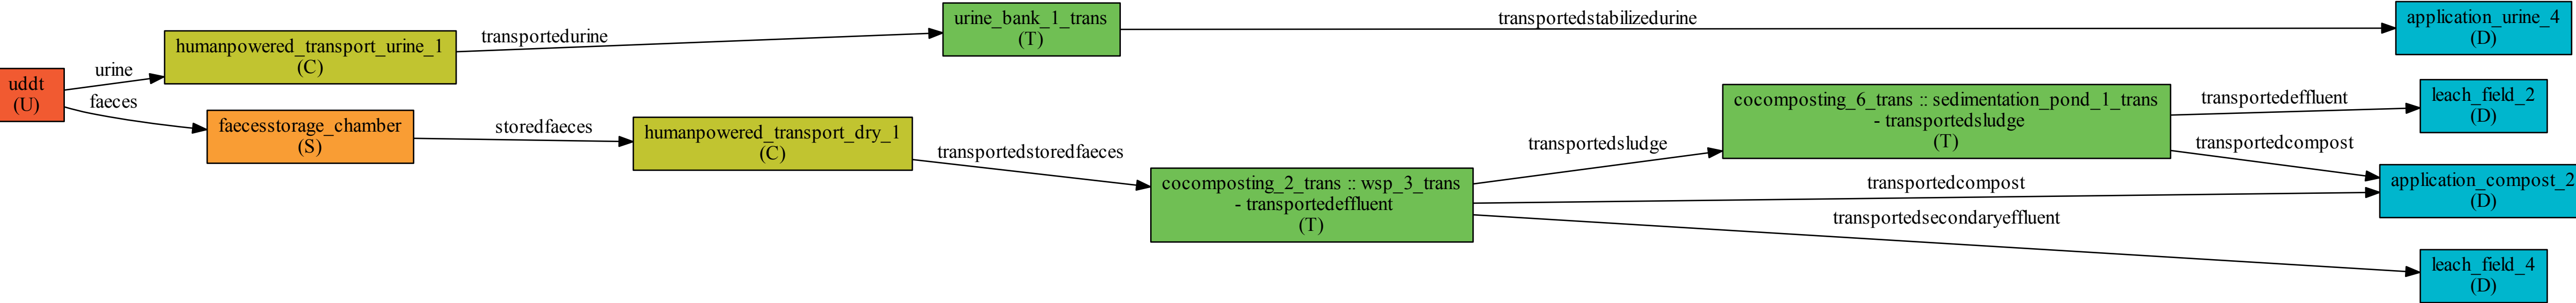 uddt
(U)
urine
faeces
humanpowered_transport_urine_1
(C)
faecesstorage_chamber
(S)
transportedurine
storedfaeces
humanpowered_transport_dry_1
(C)
urine_bank_1_trans
(T)
transportedstoredfaeces
cocomposting_2_trans :: wsp_3_trans
- transportedeffluent
(T)
transportedstabilizedurine
transportedsludge
cocomposting_6_trans :: sedimentation_pond_1_trans
- transportedsludge
(T)
transportedcompost
transportedsecondaryeffluent
transportedeffluent
transportedcompost
application_urine_4
(D)
leach_field_2
(D)
application_compost_2
(D)
leach_field_4
(D)